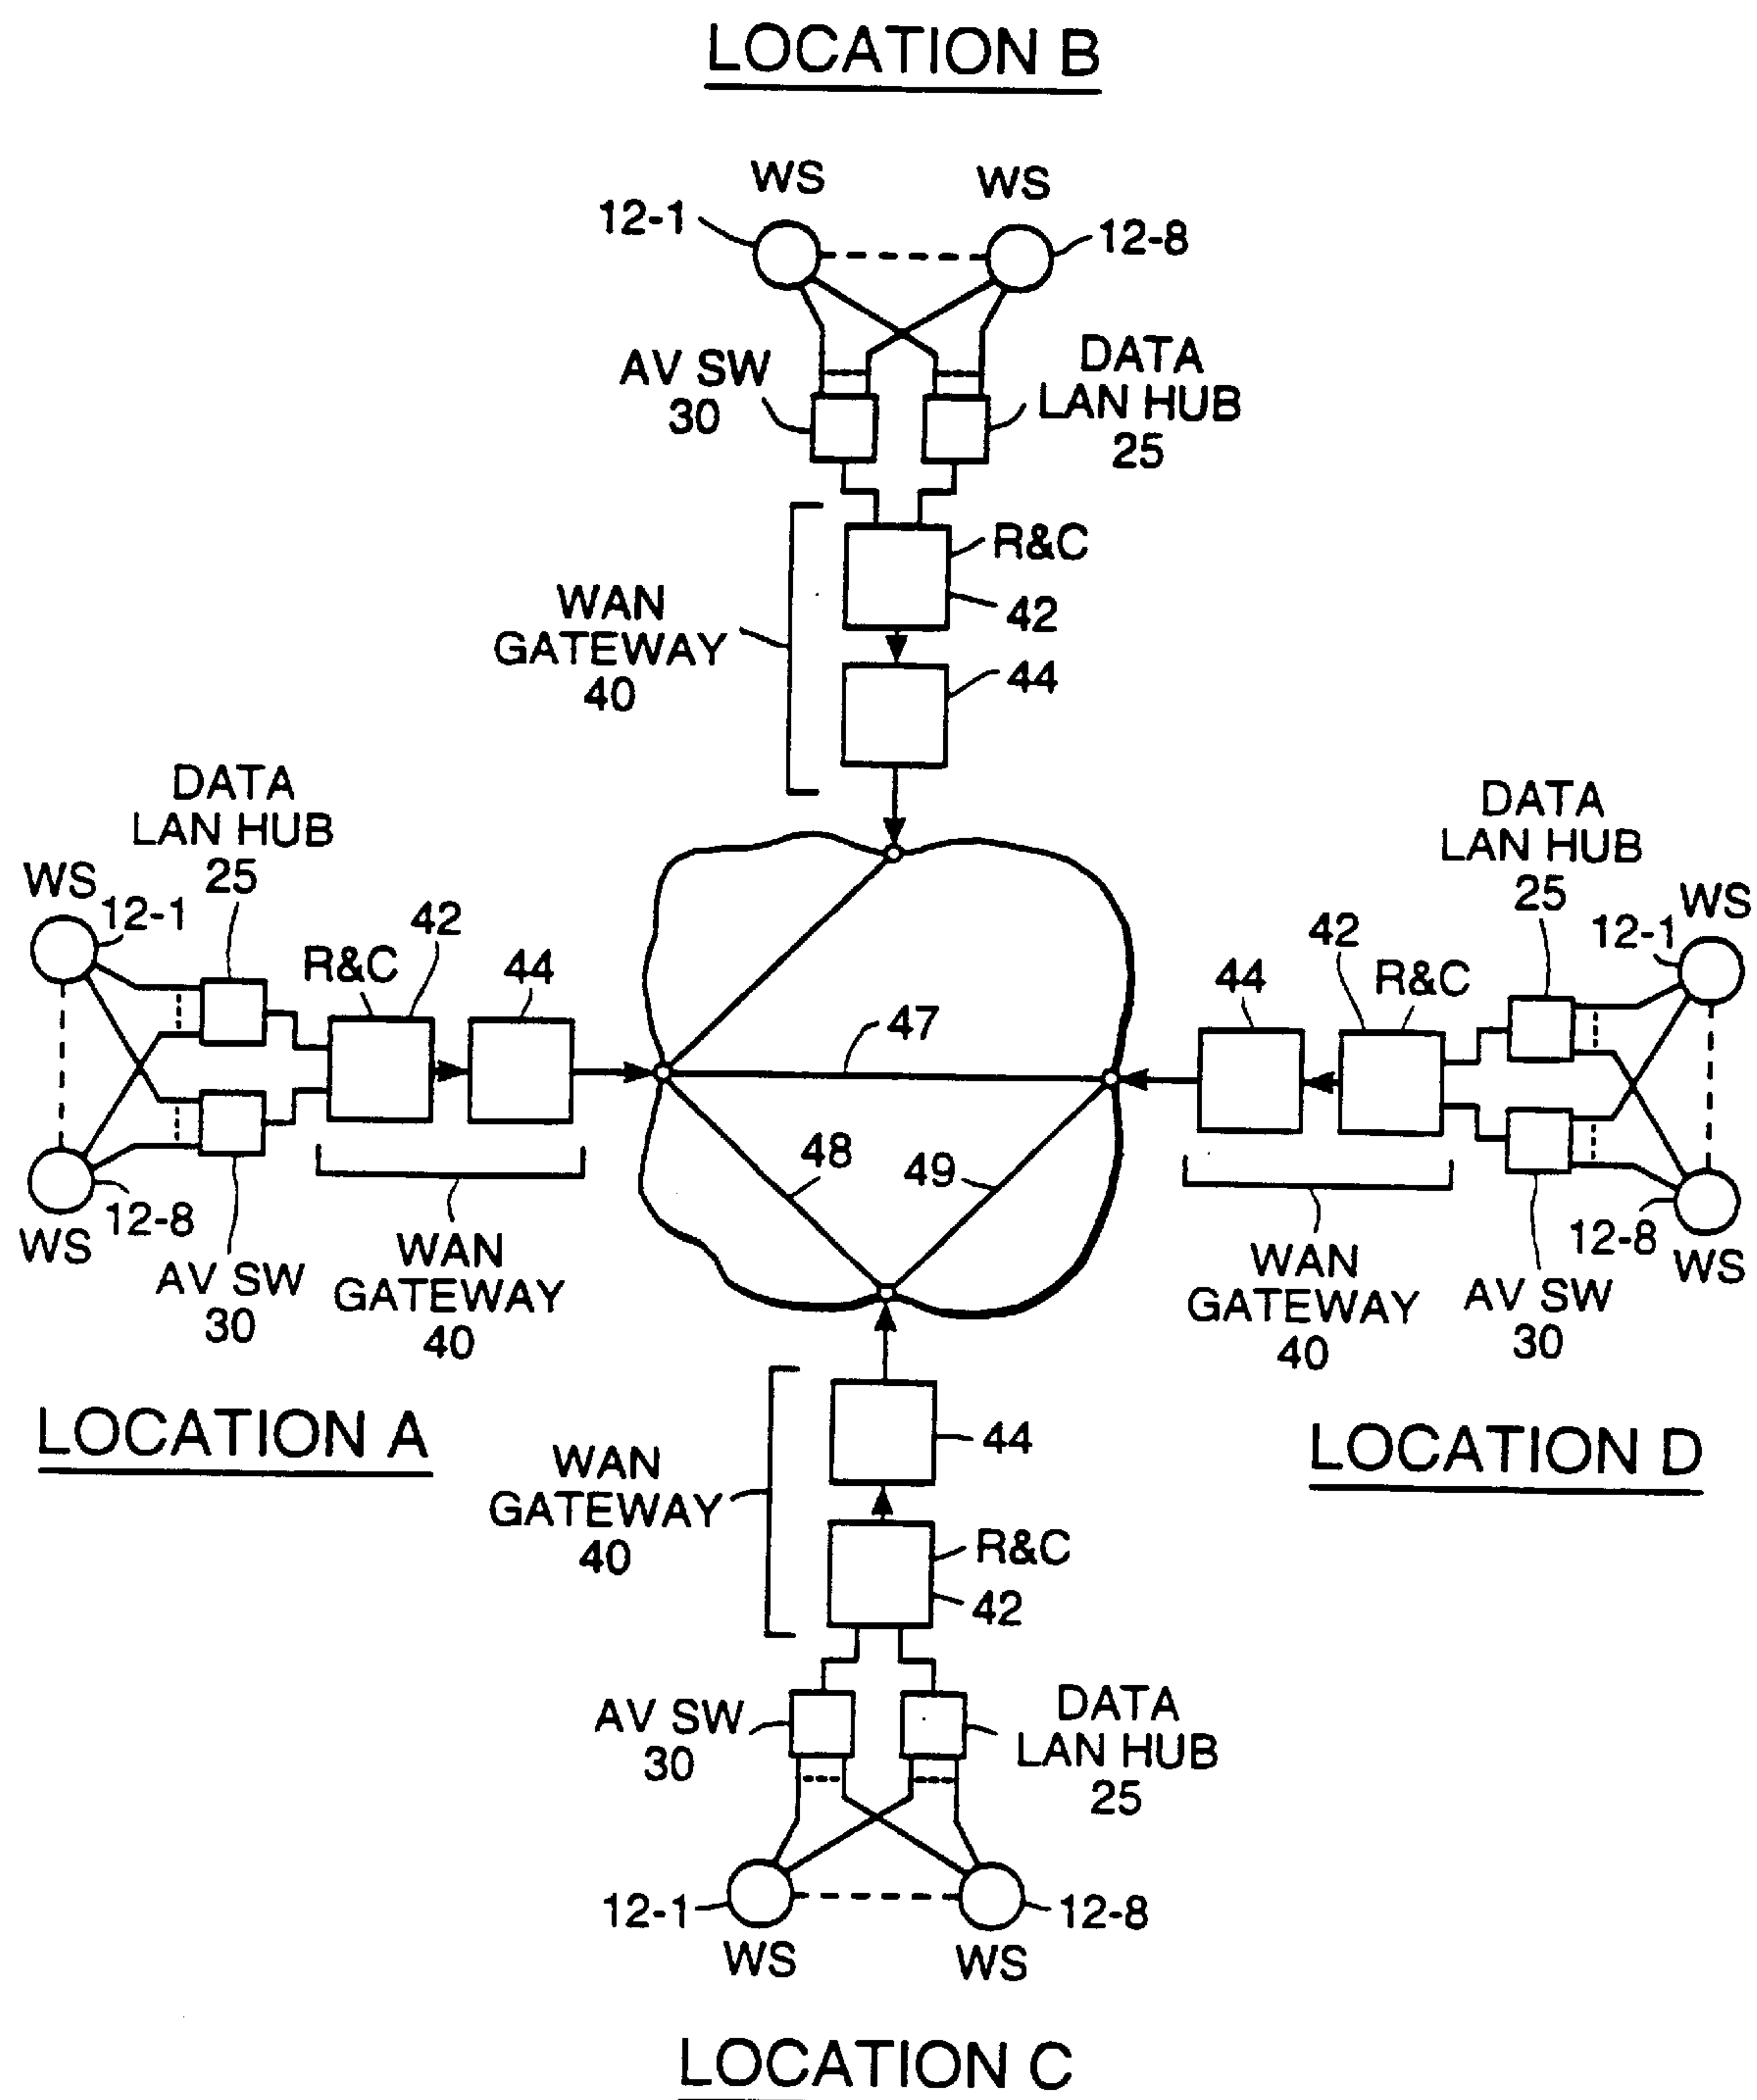 LOCATION B
WS
WS
12-1
12-8
AV SW
30
DATA
LAN HUB
25
R&C
42
WAN
GATEWAY
40
44
DATA
LAN HUB
25
WS
12-1
42
R&C
44
12-8
WS
AV SW
30
WAN
GATEWAY
40
LOCATION A
47
48
49
DATA
LAN HUB
25
WS
12-1
42
R&C
44
12-8
WS
WAN
GATEWAY
40
AV SW
30
LOCATION D
44
WAN
GATEWAY
40
R&C
42
AV SW
30
DATA
LAN HUB
25
12-1
12-8
WS
WS
LOCATION C